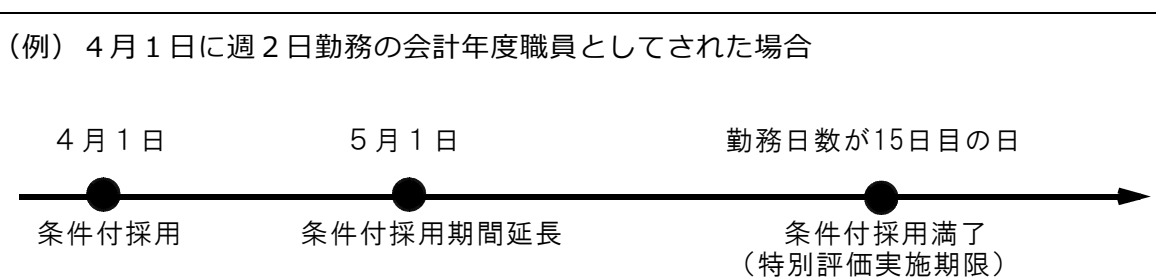 （例）４月１日に週２日勤務の会計年度職員としてされた場合
４月１日　５月１日　勤務日数が15日目の日
条件付採用　条件付採用期間延長　条件付採用満了
（特別評価実施期限）